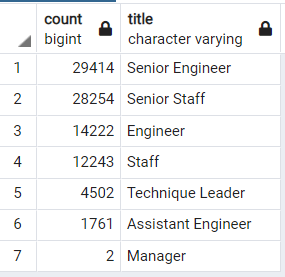 count title
bigint character varying
1 29414 Senior Engineer
2 28254 Senior Staff
3 14222 Engineer
4 12243 Staff
5 4502 Technique Leader
6 1761 Assistant Engineer
7 2 Manager